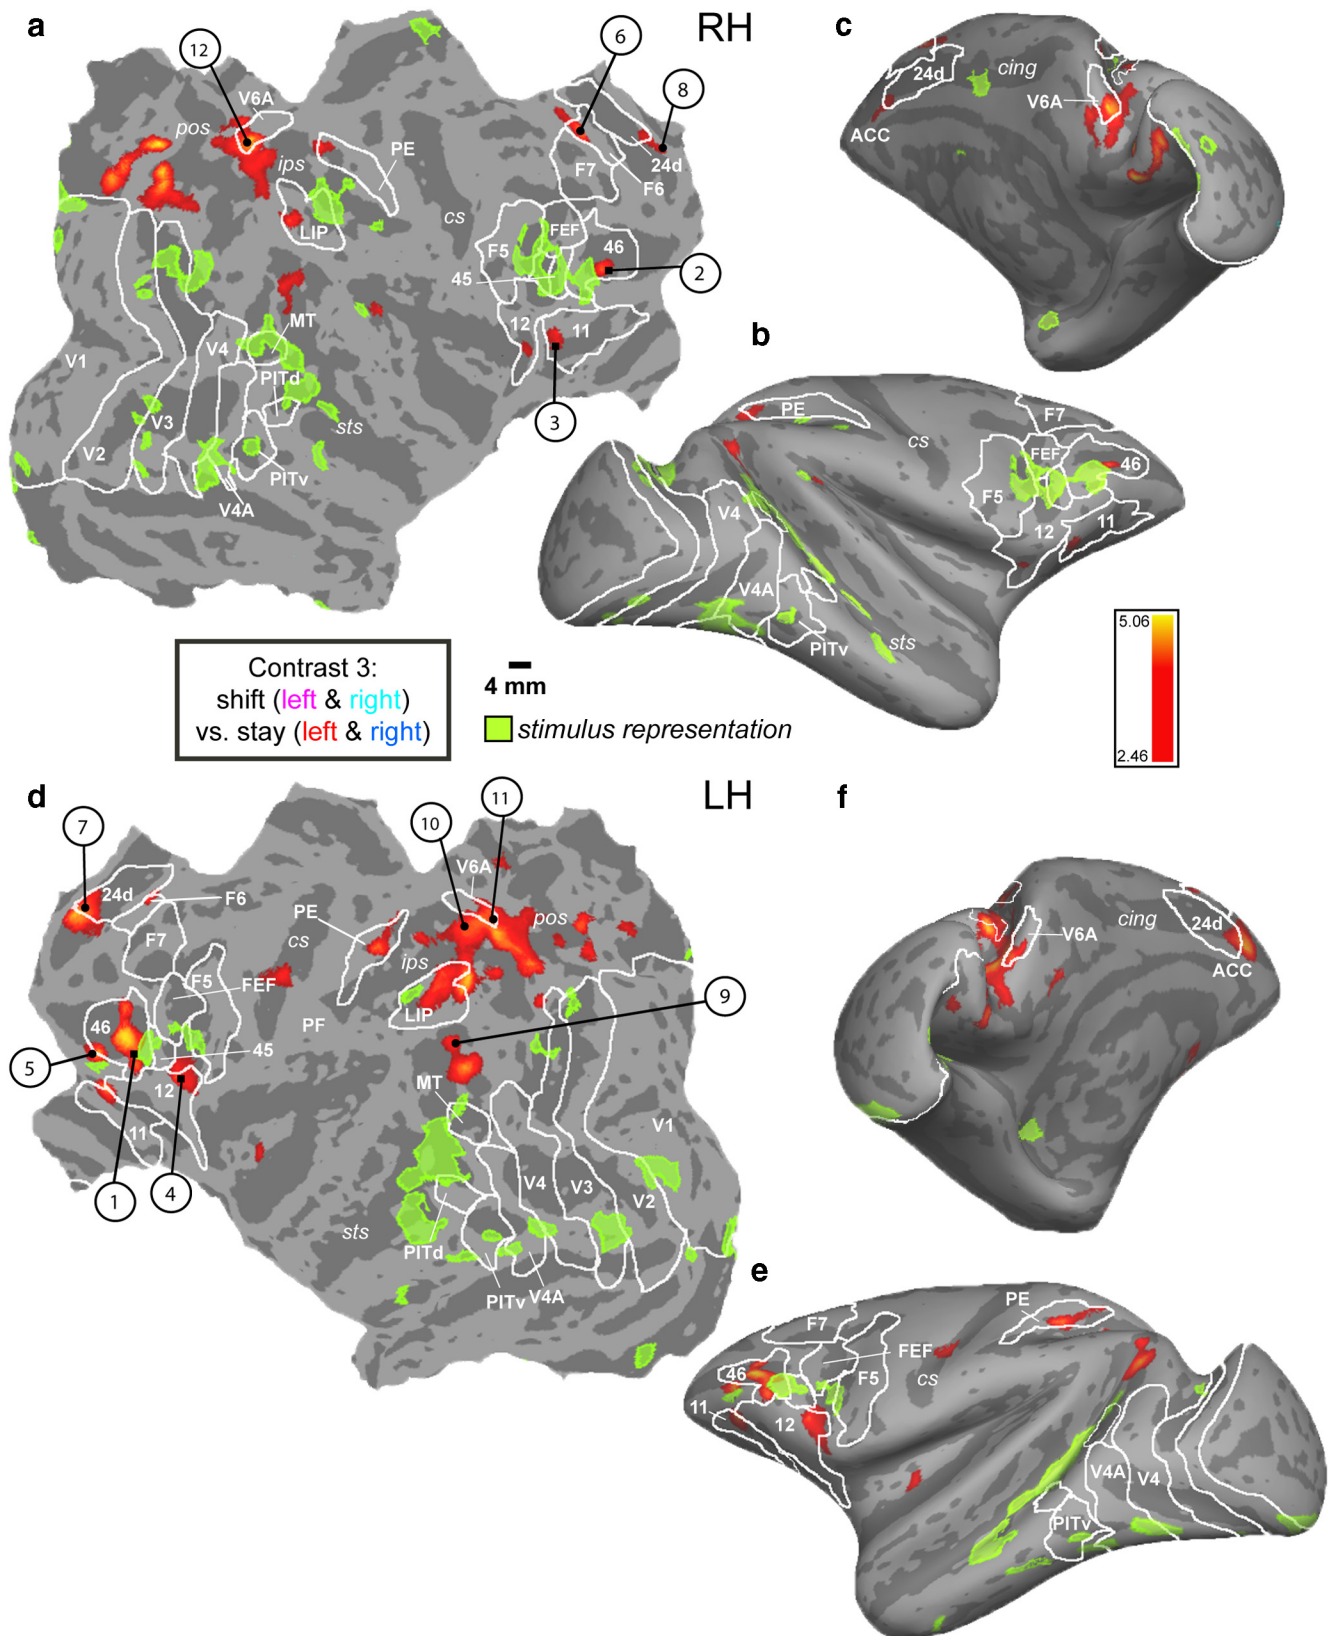 a
RH
12
V6A
pos
ips
PE
LIP
cs
6
8
24d
F7
F6
FEF
F5
46
45
2
12
11
3
MT
V4
PITd
V1
V3
V2
sts
PITv
V4A
c
24d
cing
V6A
ACC
b
PE
cs
F7
FEF
46
F5
12
11
V4
V4A
PITv
sts
Contrast 3:
shift (left & right)
vs. stay (left & right)
4 mm
stimulus representation
5.06
2.46
d
LH
7
24d
F6
F7
PE
cs
10
11
V6A
pos
ips
LIP
F5
FEF
46
PF
45
5
12
11
1
4
9
MT
V1
V4
V3
V2
sts
PITd
PITv
V4A
f
cing
24d
V6A
ACC
e
PE
F7
FEF
46
F5
cs
11
12
V4A
V4
PITv